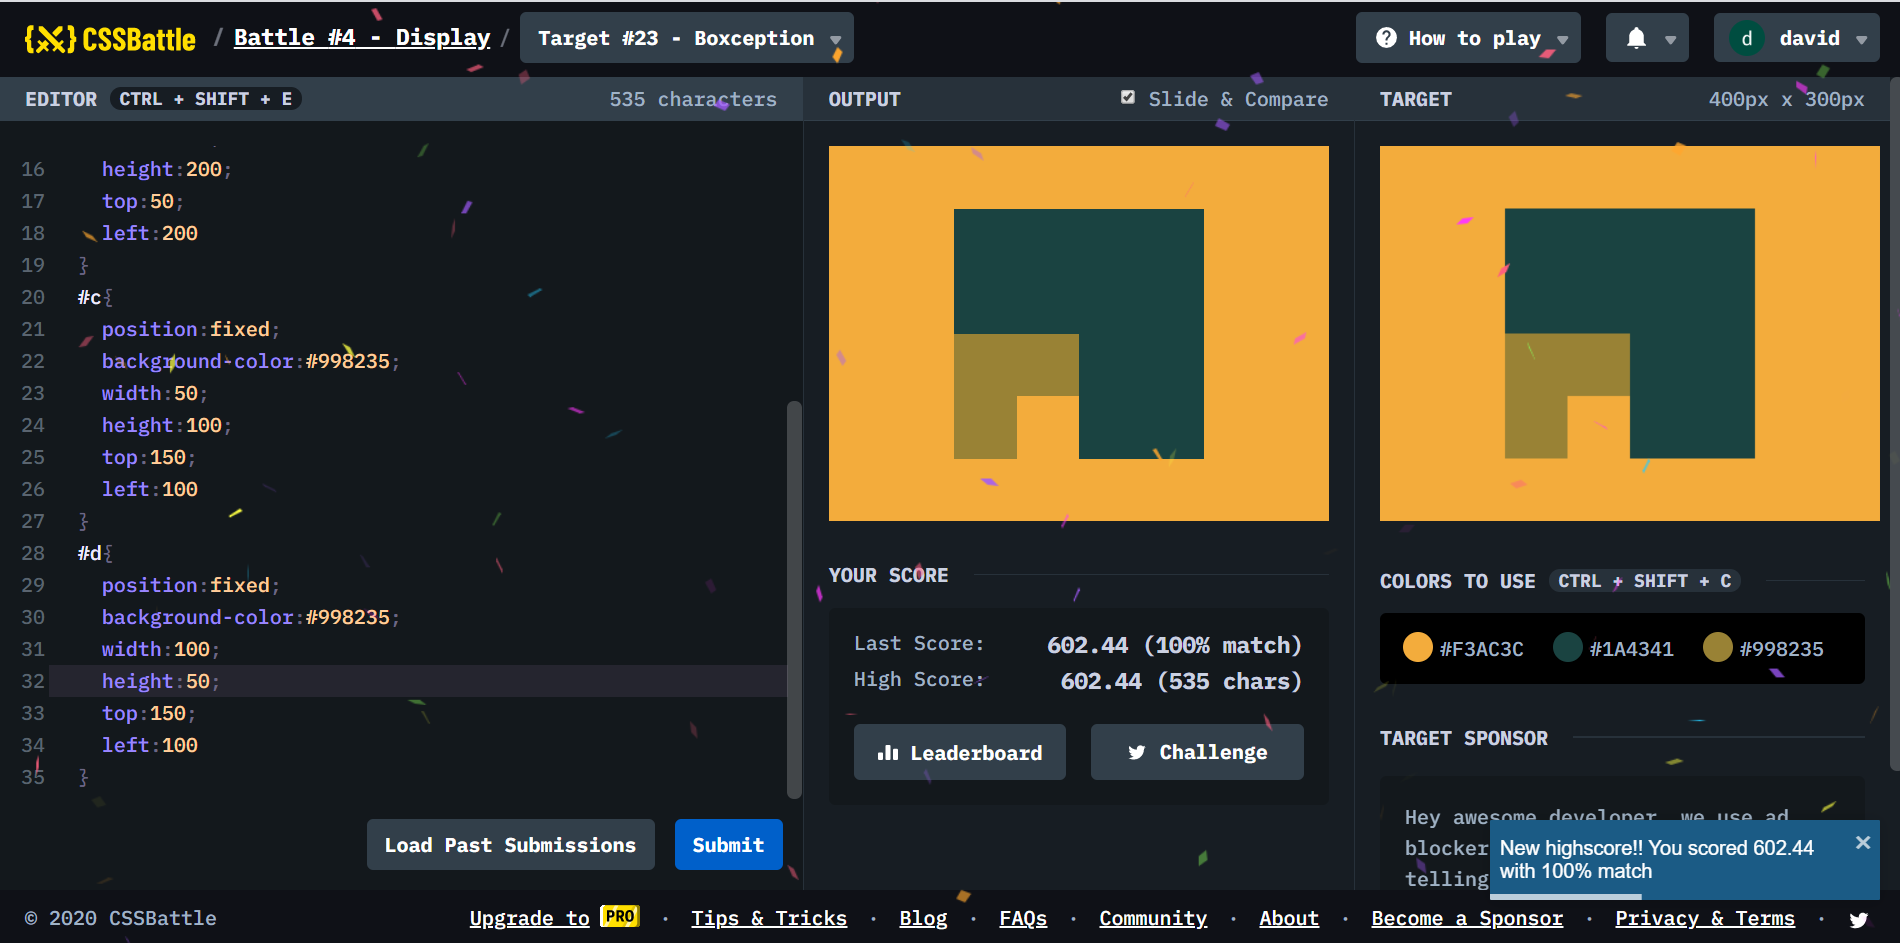 {X} CSSBattle / Battle #4 - Display / Target #23 - Boxception
How to play
d david
EDITOR CTRL + SHIFT + E 535 characters
16 height:200;
17 top:50;
18 left:200
19 }
20 #c{
21 position:fixed;
22 background-color:#998235;
23 width:50;
24 height:100;
25 top:150;
26 left:100
27 }
28 #d{
29 position:fixed;
30 background-color:#998235;
31 width:100;
32 height:50;
33 top:150;
34 left:100
35 }
Load Past Submissions
Submit
OUTPUT Slide & Compare
YOUR SCORE
Last Score: 602.44 (100% match)
High Score: 602.44 (535 chars)
Leaderboard
Challenge
TARGET 400px x 300px
COLORS TO USE CTRL + SHIFT + C
#F3AC3C #1A4341 #998235
TARGET SPONSOR
Hey awesome developer, we use ad
blocker
telling
New highscore!! You scored 602.44
with 100% match
×
© 2020 CSSBattle
Upgrade to PRO · Tips & Tricks · Blog · FAQs · Community · About · Become a Sponsor · Privacy & Terms ·